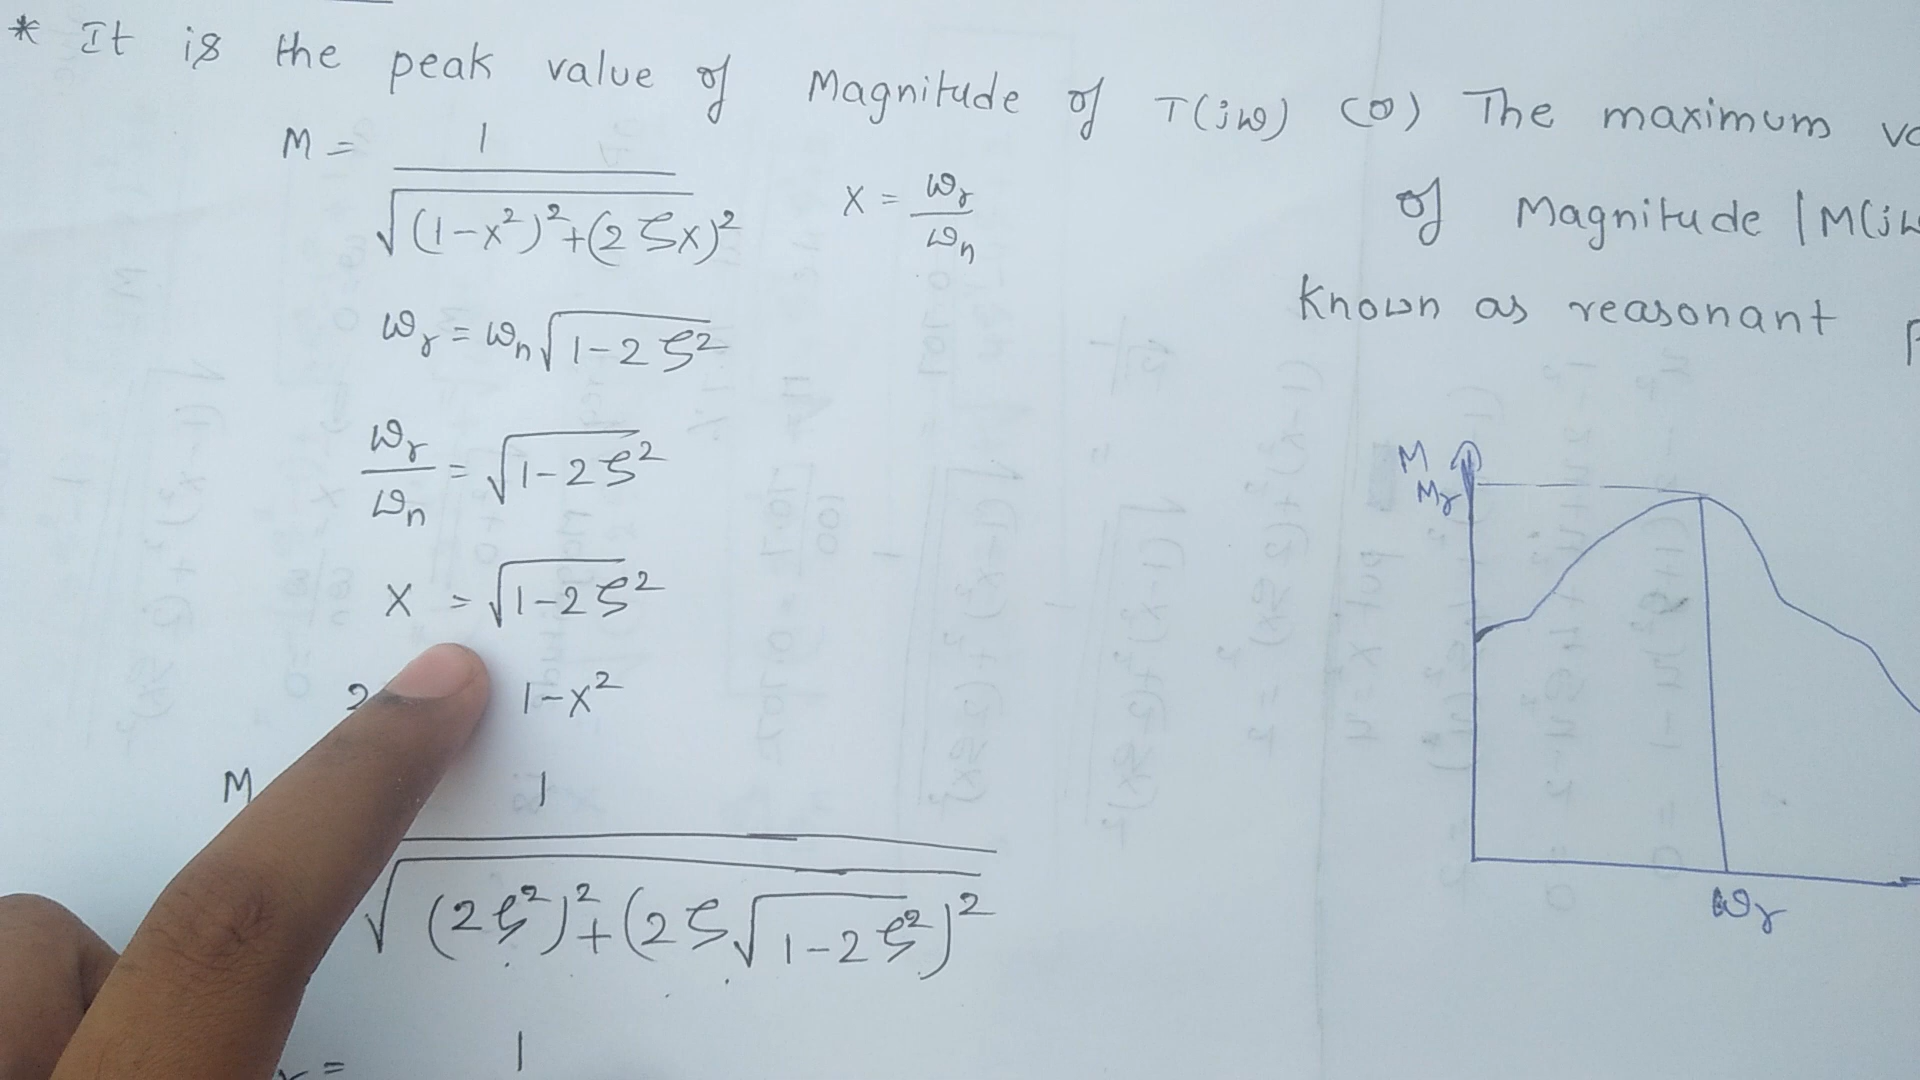 * It is the peak value of Magnitude of T(jω) (or) The maximum
of Magnitude |M(j
known as reasonant
M = 1 / √((1-x²)²+(2ζx)²)
x = ωr/ωn
ωr = ωn√(1-2ζ²)
ωr/ωn = √(1-2ζ²)
x = √(1-2ζ²)
2 1-x²
M 1 / √((2ζ²)²+(2ζ√(1-2ζ²))²)
= 1
M
Mr
ωr